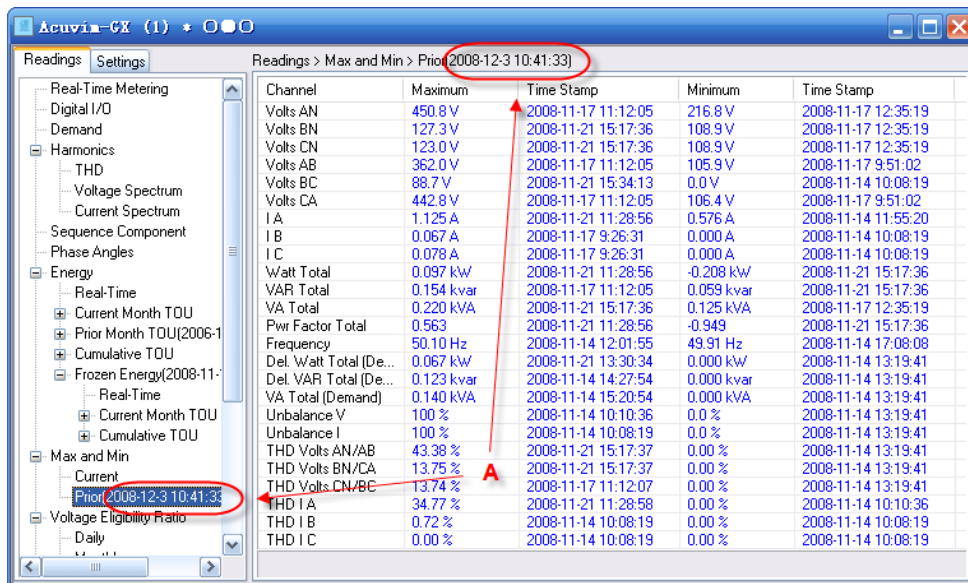 Acuvim-GX (1) *
Readings Settings
Readings > Max and Min > Prior(2008-12-3 10:41:33)
Real-Time Metering
Digital I/O
Demand
Harmonics
THD
Voltage Spectrum
Current Spectrum
Sequence Component
Phase Angles
Energy
Real-Time
Current Month TOU
Prior Month TOU(2006-1
Cumulative TOU
Frozen Energy(2008-11-
Real-Time
Current Month TOU
Cumulative TOU
Max and Min
Current
Prior(2008-12-3 10:41:33
Voltage Eligibility Ratio
Daily
Channel Maximum Time Stamp Minimum Time Stamp
Volts AN 450.8 V 2008-11-17 11:12:05 216.8 V 2008-11-17 12:35:19
Volts BN 127.3 V 2008-11-21 15:17:36 108.9 V 2008-11-17 12:35:19
Volts CN 123.0 V 2008-11-21 15:17:36 108.9 V 2008-11-17 12:35:19
Volts AB 362.0 V 2008-11-17 11:12:05 105.9 V 2008-11-17 9:51:02
Volts BC 88.7 V 2008-11-21 15:34:13 0.0 V 2008-11-14 10:08:19
Volts CA 442.8 V 2008-11-17 11:12:05 106.4 V 2008-11-17 9:51:02
I A 1.125 A 2008-11-21 11:28:56 0.576 A 2008-11-14 11:55:20
I B 0.067 A 2008-11-17 9:26:31 0.000 A 2008-11-14 10:08:19
I C 0.078 A 2008-11-17 9:26:31 0.000 A 2008-11-14 10:08:19
Watt Total 0.097 kW 2008-11-21 11:28:56 -0.208 kW 2008-11-21 15:17:36
VAR Total 0.154 kvar 2008-11-17 11:12:05 0.059 kvar 2008-11-21 15:17:36
VA Total 0.220 kVA 2008-11-21 15:17:36 0.125 kVA 2008-11-17 12:35:19
Pwr Factor Total 0.563 2008-11-21 11:28:56 -0.949 2008-11-21 15:17:36
Frequency 50.10 Hz 2008-11-14 12:01:55 49.91 Hz 2008-11-14 17:08:08
Del. Watt Total (De... 0.067 kW 2008-11-21 13:30:34 0.000 kW 2008-11-14 13:19:41
Del. VAR Total (De... 0.123 kvar 2008-11-14 14:27:54 0.000 kvar 2008-11-14 13:19:41
VA Total (Demand) 0.140 kVA 2008-11-14 15:20:54 0.000 kVA 2008-11-14 13:19:41
Unbalance V 100 % 2008-11-14 10:10:36 0.0 % 2008-11-14 13:19:41
Unbalance I 100 % 2008-11-14 10:08:19 0.0 % 2008-11-14 13:19:41
THD Volts AN/AB 43.38 % 2008-11-21 15:17:37 0.00 % 2008-11-14 13:19:41
THD Volts BN/CA 13.75 % 2008-11-21 15:17:37 0.00 % 2008-11-14 13:19:41
THD Volts CN/BC 13.74 % 2008-11-17 11:12:07 0.00 % 2008-11-14 13:19:41
THD I A 34.77 % 2008-11-21 11:28:58 0.00 % 2008-11-14 10:10:36
THD I B 0.72 % 2008-11-14 10:08:19 0.00 % 2008-11-14 10:08:19
THD I C 0.00 % 2008-11-14 10:08:19 0.00 % 2008-11-14 10:08:19
A